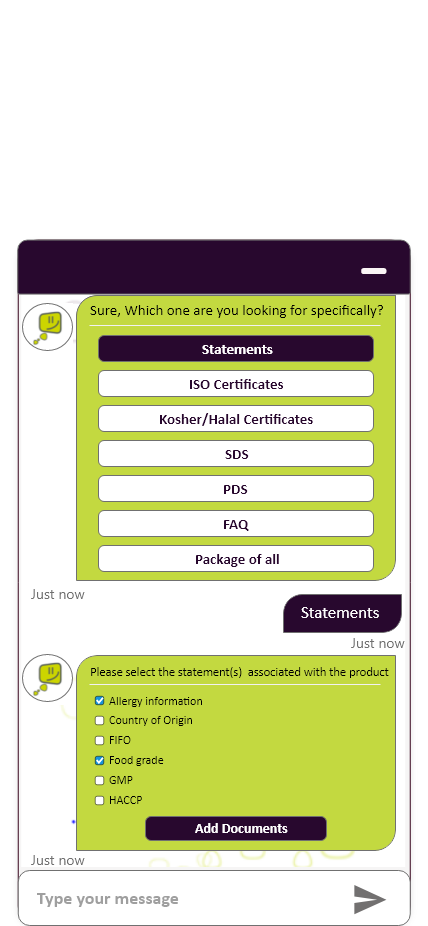 Sure, Which one are you looking for specifically?
Statements
ISO Certificates
Kosher/Halal Certificates
SDS
PDS
FAQ
Package of all
Just now
Statements
Just now
Please select the statement(s) associated with the product
Allergy information
Country of Origin
FIFO
Food grade
GMP
HACCP
Add Documents
Just now
Type your message